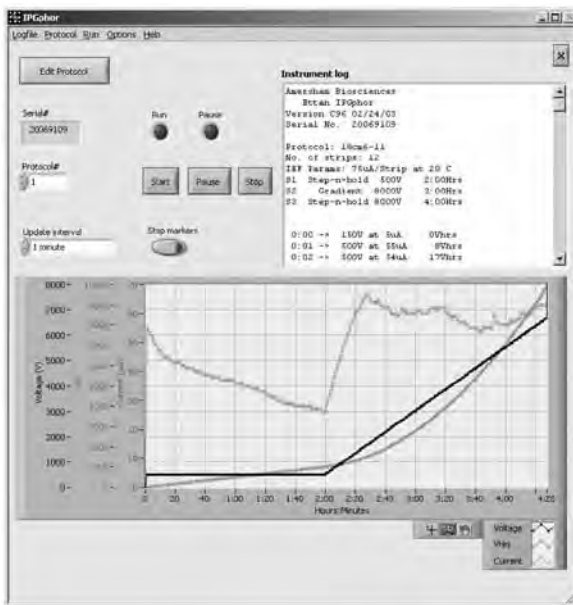 IPGphor
Logfile Protocol Run Options Help
Edit Protocol
Instrument log
Amersham Biosciences
Ettan IPGphor
Version C96 02/24/03
Serial No. 20069109
Protocol: 18cm6-11
No. of strips: 12
IEF Params: 75uA/Strip at 20 C
S1 Step-n-hold 500V 2:00Hrs
S2 Gradient 8000V 3:00Hrs
S3 Step-n-hold 8000V 4:00Hrs
0:00 -> 150V at 5uA 0Vhrs
0:01 -> 500V at 55uA 8Vhrs
0:02 -> 500V at 54uA 17Vhrs
Serial#
20069109
Run Pause
Protocol#
1
Start Pause Stop
Update interval
1 minute
Stop markers
Voltage (V)
8000
7000
6000
5000
4000
3000
2000
1000
0
0 20 40 1:00 1:20 1:40 2:00 2:20 2:40 3:00 3:20 3:40 4:00 4:20
Hours:Minutes
Voltage
Vhrs
Current